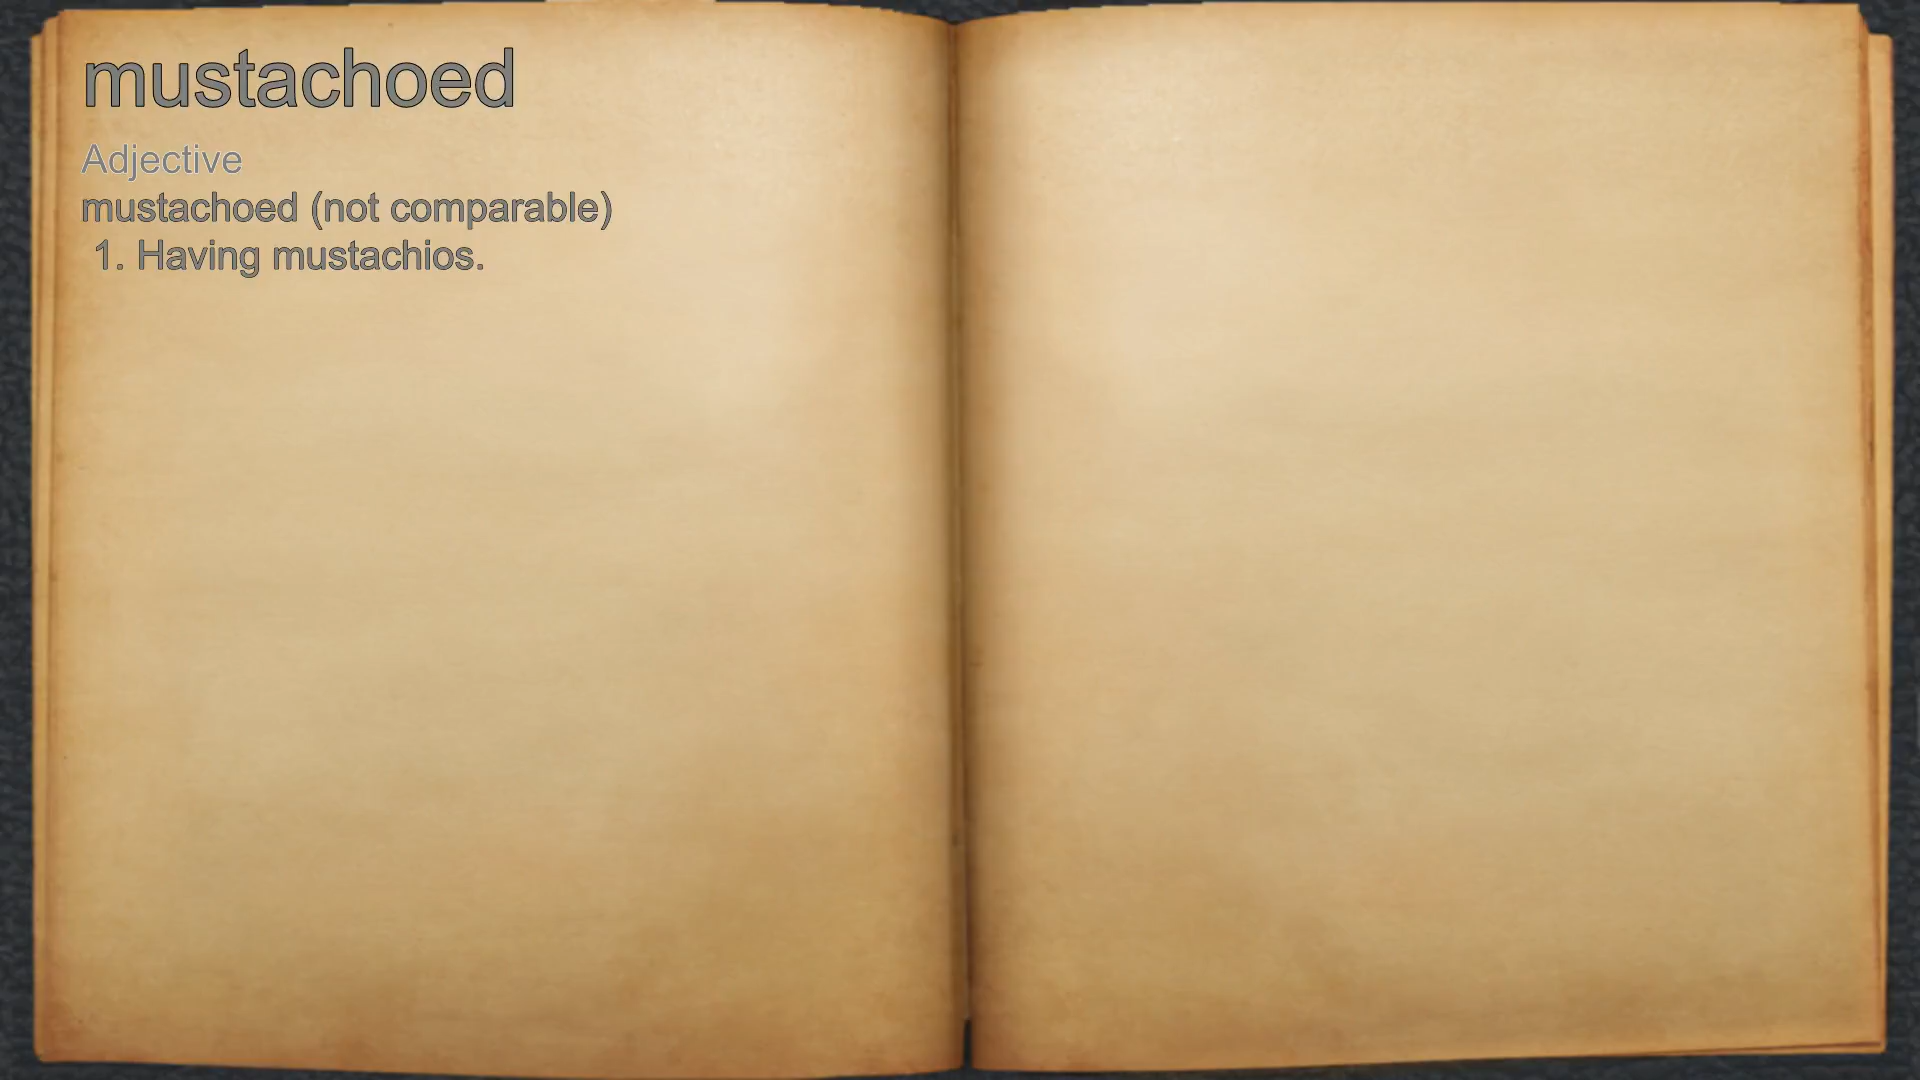 mustachoed
Adjective
mustachoed (not comparable)
1. Having mustachios.